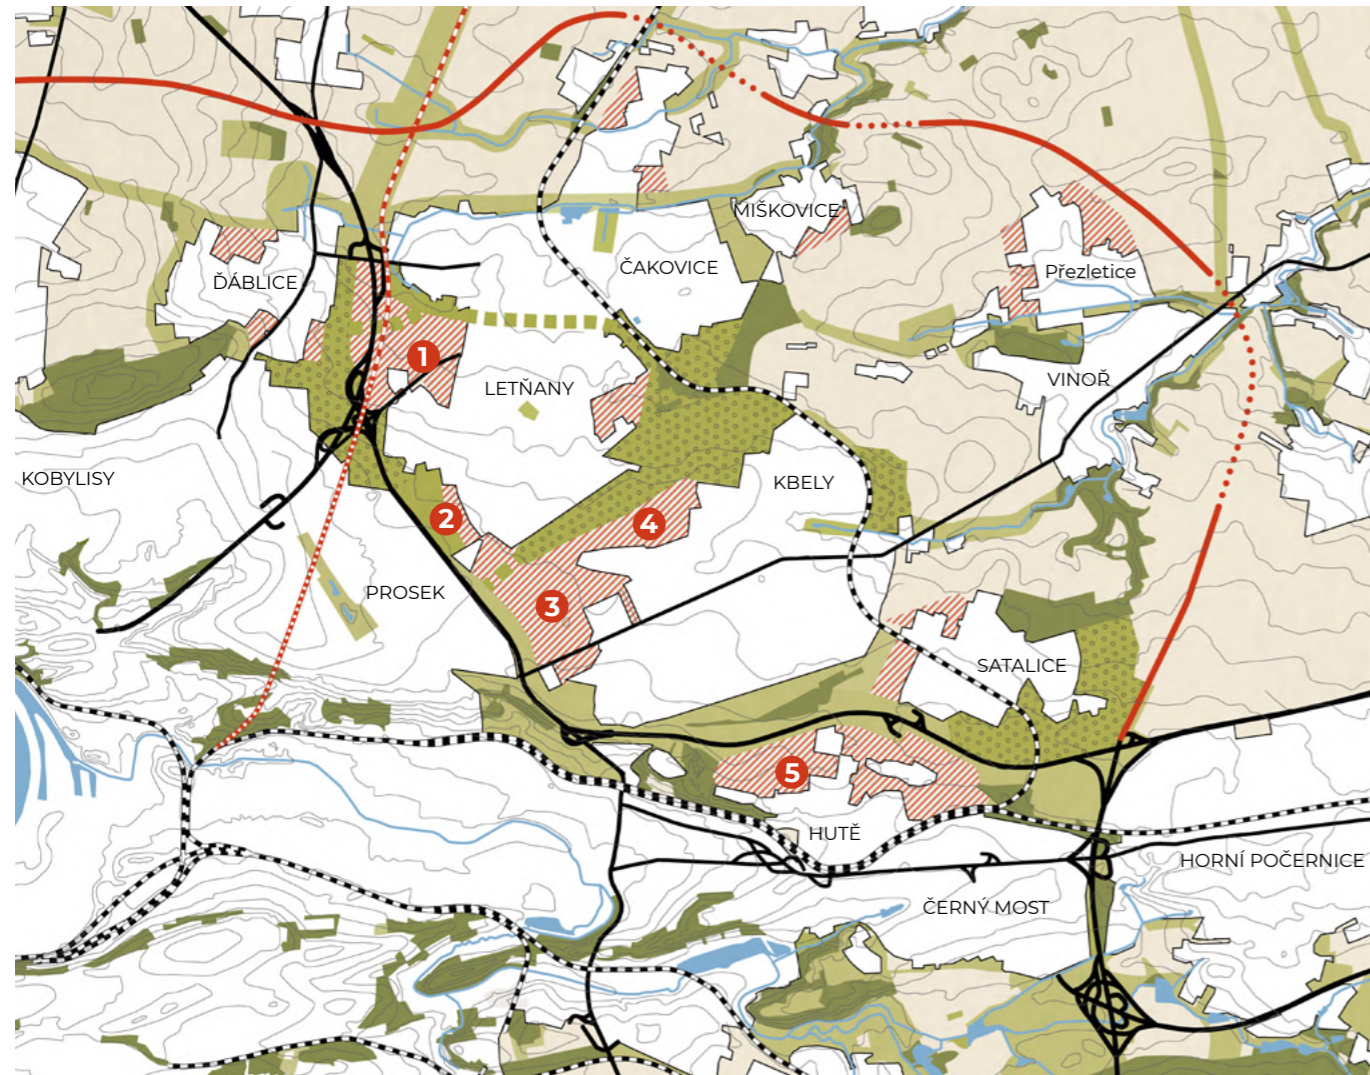 MIŠKOVICE
ČAKOVICE
Přezletice
ĎÁBLICE
1
LETŇANY
VINOŘ
KOBYLISY
KBELY
2
4
PROSEK
3
SATALICE
5
HUTĚ
HORNÍ POČERNICE
ČERNÝ MOST